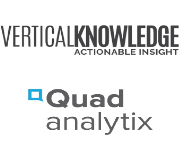 VERTICALKNOWLEDGE
ACTIONABLE INSIGHT
Quad
analytix